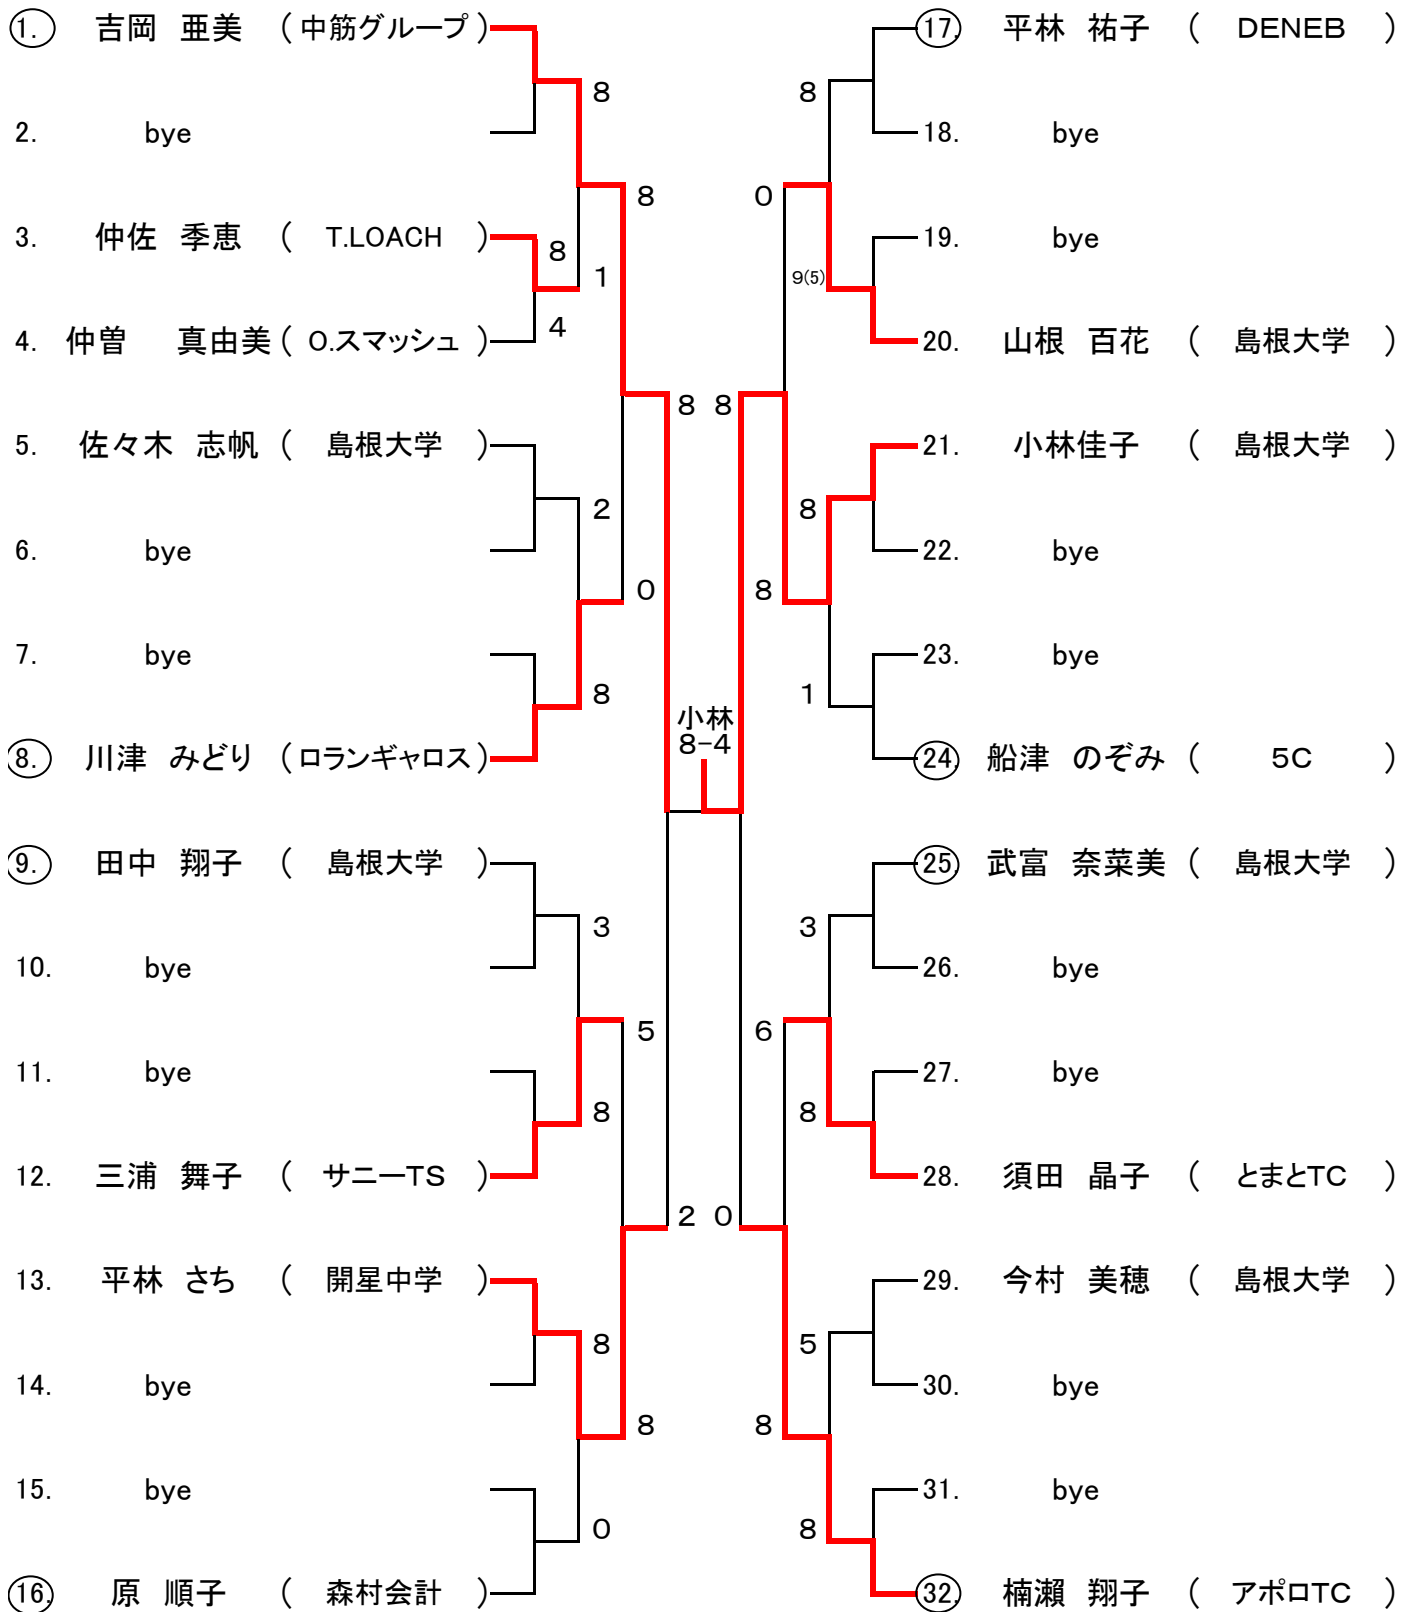 1. 吉岡 亜美 ( 中筋グループ )
8
2. bye
8
3. 仲佐 季恵 ( T.LOACH )
8
1
4. 仲曽 真由美 ( O.スマッシュ )
4
8
5. 佐々木 志帆 ( 島根大学 )
2
6. bye
0
7. bye
8
8. 川津 みどり ( ロランギャロス )
9. 田中 翔子 ( 島根大学 )
3
10. bye
5
11. bye
8
12. 三浦 舞子 ( サニーTS )
2
13. 平林 さち ( 開星中学 )
8
14. bye
8
15. bye
0
16. 原 順子 ( 森村会計 )
小林
8-4
17. 平林 祐子 ( DENEB )
8
18. bye
0
19. bye
9(5)
20. 山根 百花 ( 島根大学 )
8
21. 小林佳子 ( 島根大学 )
8
22. bye
8
23. bye
1
24. 船津 のぞみ ( 5C )
25. 武富 奈菜美 ( 島根大学 )
3
26. bye
6
27. bye
8
28. 須田 晶子 ( とまとTC )
0
29. 今村 美穂 ( 島根大学 )
5
30. bye
8
31. bye
8
32. 楠瀬 翔子 ( アポロTC )